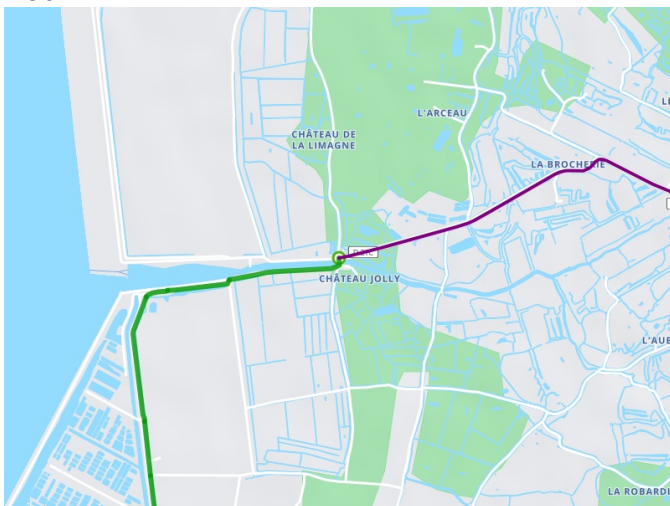 L'ARCEAU
CHÂTEAU DE
LA LIMAGNE
LA BROCHERIE
CHÂTEAU JOLLY
LA ROBARDI